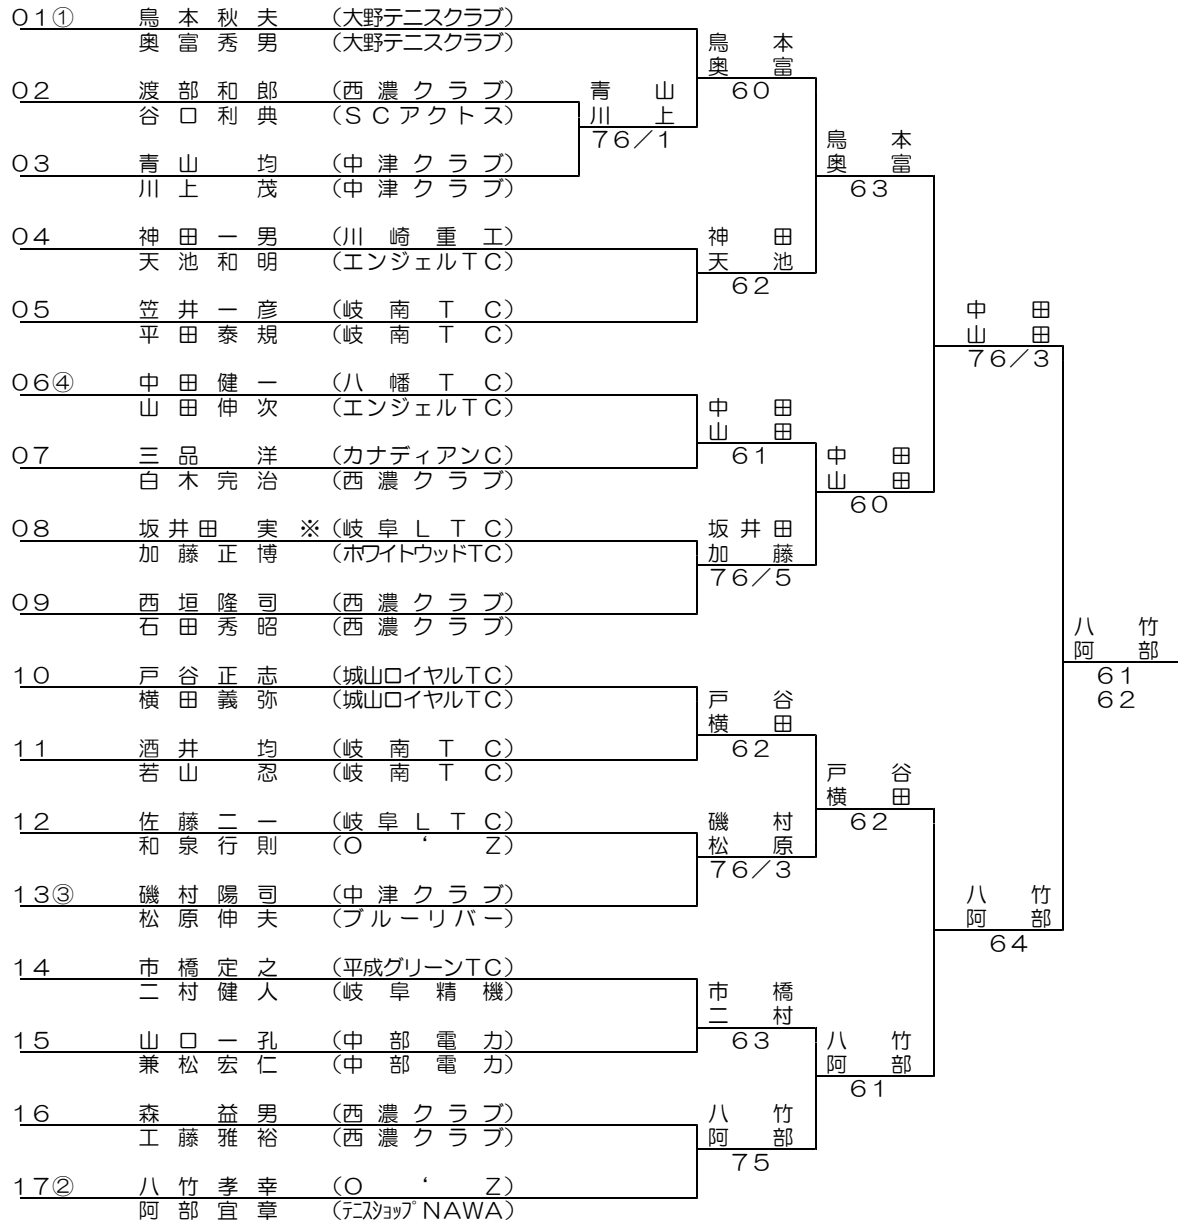 01① 鳥本秋夫 (大野テニスクラブ)
奥富秀男 (大野テニスクラブ)
鳥本
奥富
60
02 渡部和郎 (西濃クラブ)
谷口利典 (SCアクトス)
青山
川上
76/1
03 青山 均 (中津クラブ)
川上 茂 (中津クラブ)
鳥本
奥富
63
04 神田一男 (川崎重工)
天池和明 (エンジェルTC)
神田
天池
62
05 笠井一彦 (岐南TC)
平田泰規 (岐南TC)
中田
山田
76/3
06④ 中田健一 (八幡TC)
山田伸次 (エンジェルTC)
中田
山田
61
07 三品 洋 (カナディアンC)
白木完治 (西濃クラブ)
中田
山田
60
08 坂井田 実 ※ (岐阜LTC)
加藤正博 (ホワイトウッドTC)
坂井田
加藤
76/5
09 西垣隆司 (西濃クラブ)
石田秀昭 (西濃クラブ)
八竹
阿部
61
62
10 戸谷正志 (城山ロイヤルTC)
横田義弥 (城山ロイヤルTC)
戸谷
横田
62
11 酒井 均 (岐南TC)
若山 忍 (岐南TC)
戸谷
横田
62
12 佐藤二一 (岐阜LTC)
和泉行則 (O‘Z)
磯村
松原
76/3
13③ 磯村陽司 (中津クラブ)
松原伸夫 (ブルーリバー)
八竹
阿部
64
14 市橋定之 (平成グリーンTC)
二村健人 (岐阜精機)
市橋
二村
63
15 山口一孔 (中部電力)
兼松宏仁 (中部電力)
八竹
阿部
61
16 森 益男 (西濃クラブ)
工藤雅裕 (西濃クラブ)
八竹
阿部
75
17② 八竹孝幸 (O‘Z)
阿部宜章 (テニスショップNAWA)